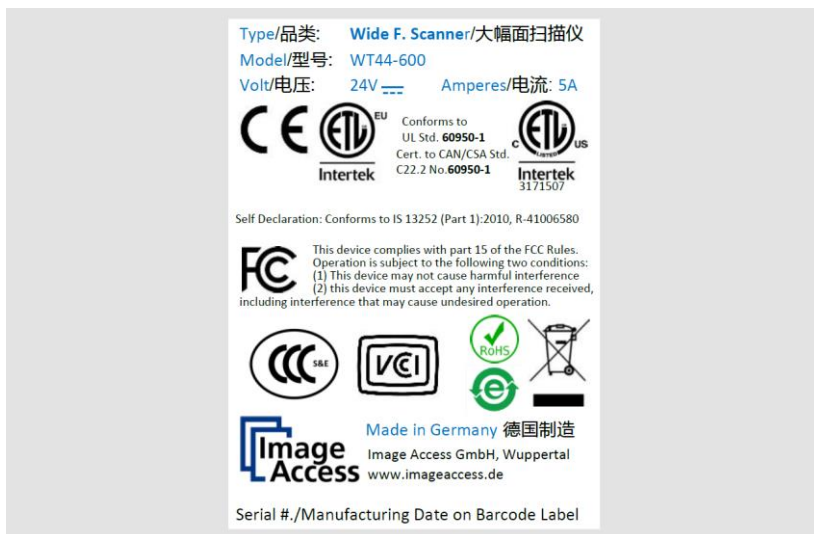 Type/品类: Wide F. Scanner/大幅面扫描仪
Model/型号: WT44-600
Volt/电压: 24V Amperes/电流: 5A
CE ETL EU Intertek
Conforms to
UL Std. 60950-1
Cert. to CAN/CSA Std.
C22.2 No.60950-1
C ETL LISTED US Intertek
3171507
Self Declaration: Conforms to IS 13252 (Part 1):2010, R-41006580
FC This device complies with part 15 of the FCC Rules.
Operation is subject to the following two conditions:
(1) This device may not cause harmful interference
(2) this device must accept any interference received,
including interference that may cause undesired operation.
CCC S&E VCI RoHS e
Image Access
Made in Germany 德国制造
Image Access GmbH, Wuppertal
www.imageaccess.de
Serial #./Manufacturing Date on Barcode Label